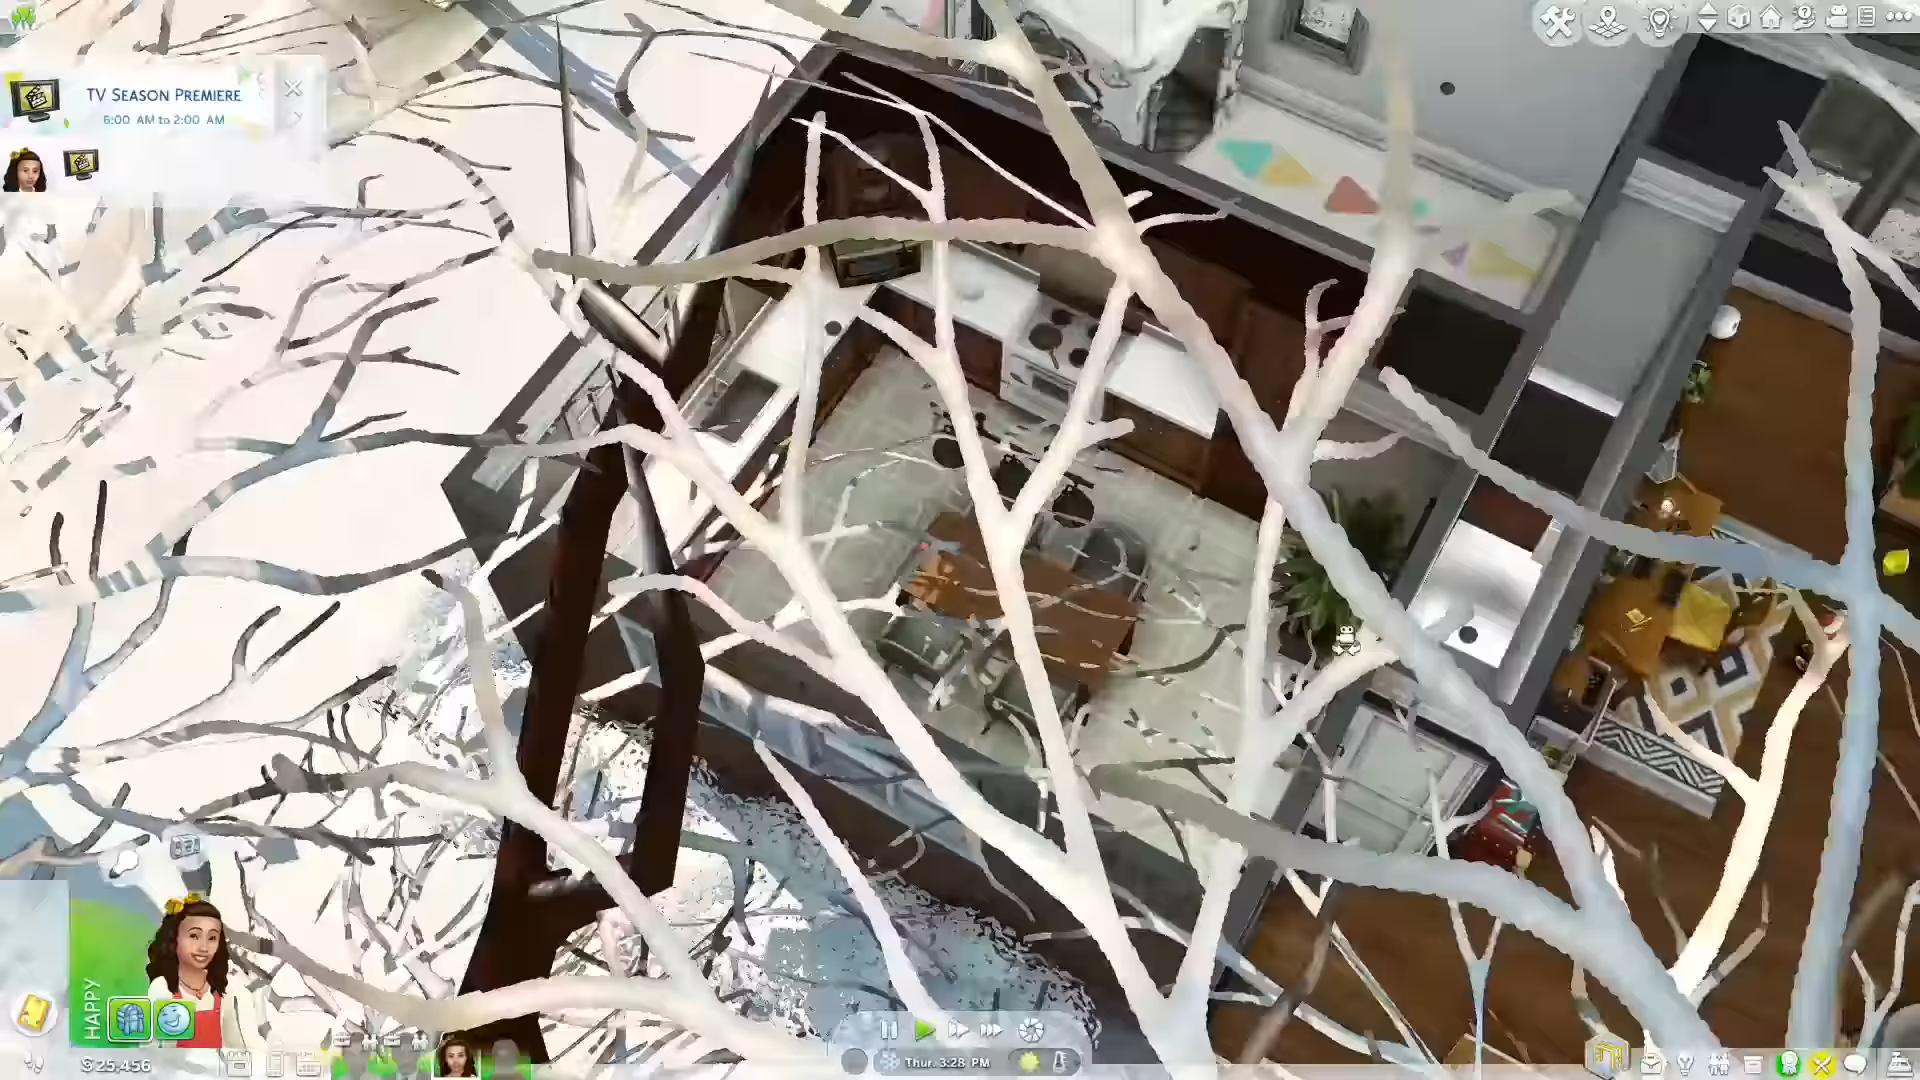 TV SEASON PREMIERE
6:00 AM to 2:00 AM
HAPPY
§25,456
Thur. 3:28 PM